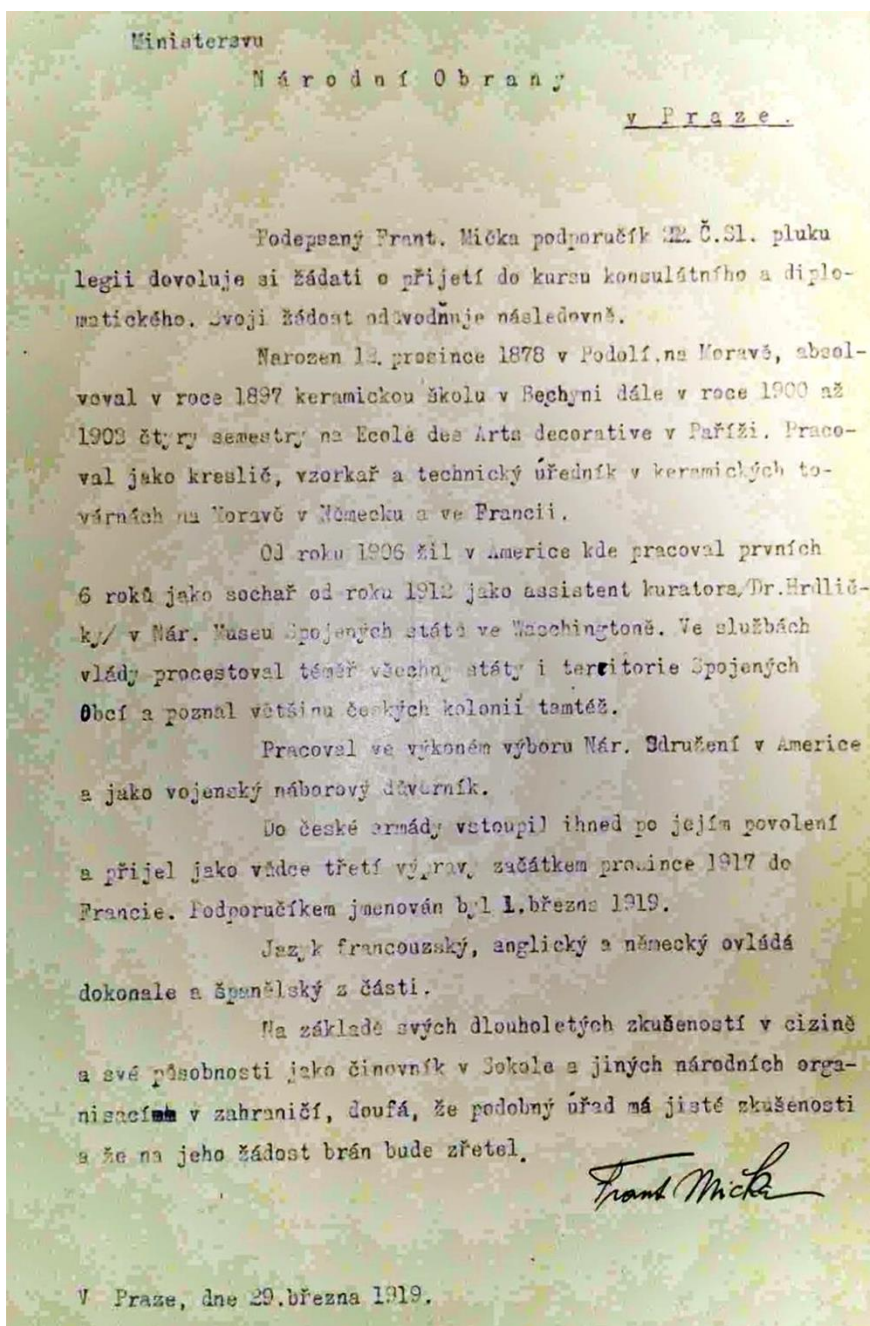 Ministersvu
Národní Obrany
v Praze.
Podepsaný Frant. Mička podporučík 22. Č.Sl. pluku
legii dovoluje si žádati o přijetí do kursu konsulátního a diplo-
matického. Svoji žádost odůvodňuje následovně.
Narozen prosince 1878 v Podolí.na Moravě, absol-
voval v roce 1897 keramickou školu v Bechyni dále v roce 1900 až
1903 čtyry semestry na Ecole des Arts decorative v Paříži. Praco-
val jako kreslič, vzorkař a technický úředník v keramických to-
várnách na Moravě v Německu a ve Francii.
Od roku 1906 žil v Americe kde pracoval prvních
6 roků jako sochař od roku 1912 jako assistent kuratora/Dr.Hrdlič-
ky/ v Nár. Museu Spojených států ve Waschingtoně. Ve službách
vlády procestoval téměř všechny státy i territorie Spojených
Obcí a poznal většinu českých kolonií tamtéž.
Pracoval ve výkoném výboru Nár. Sdružení v Americe
a jako vojenský náborový důverník.
Do české armády vstoupil ihned po jejím povolení
a přijel jako vůdce třetí výpravy začátkem prosince 1917 do
Francie. Podporučíkem jmenován byl 1.března 1919.
Jazyk francouzský, anglický a německý ovládá
dokonale a španělský z části.
Na základě svých dlouholetých zkušeností v cizině
a své působnosti jako činovník v Sokole a jiných národních orga-
nisacím v zahraničí, doufá, že podobný úřad má jisté zkušenosti
a že na jeho žádost brán bude zřetel.
Frant Mička
V Praze, dne 29.března 1919.